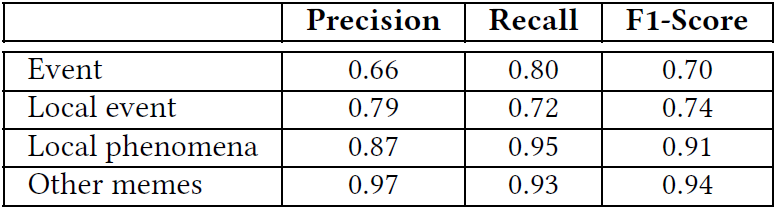 Precision Recall F1-Score
Event 0.66 0.80 0.70
Local event 0.79 0.72 0.74
Local phenomena 0.87 0.95 0.91
Other memes 0.97 0.93 0.94